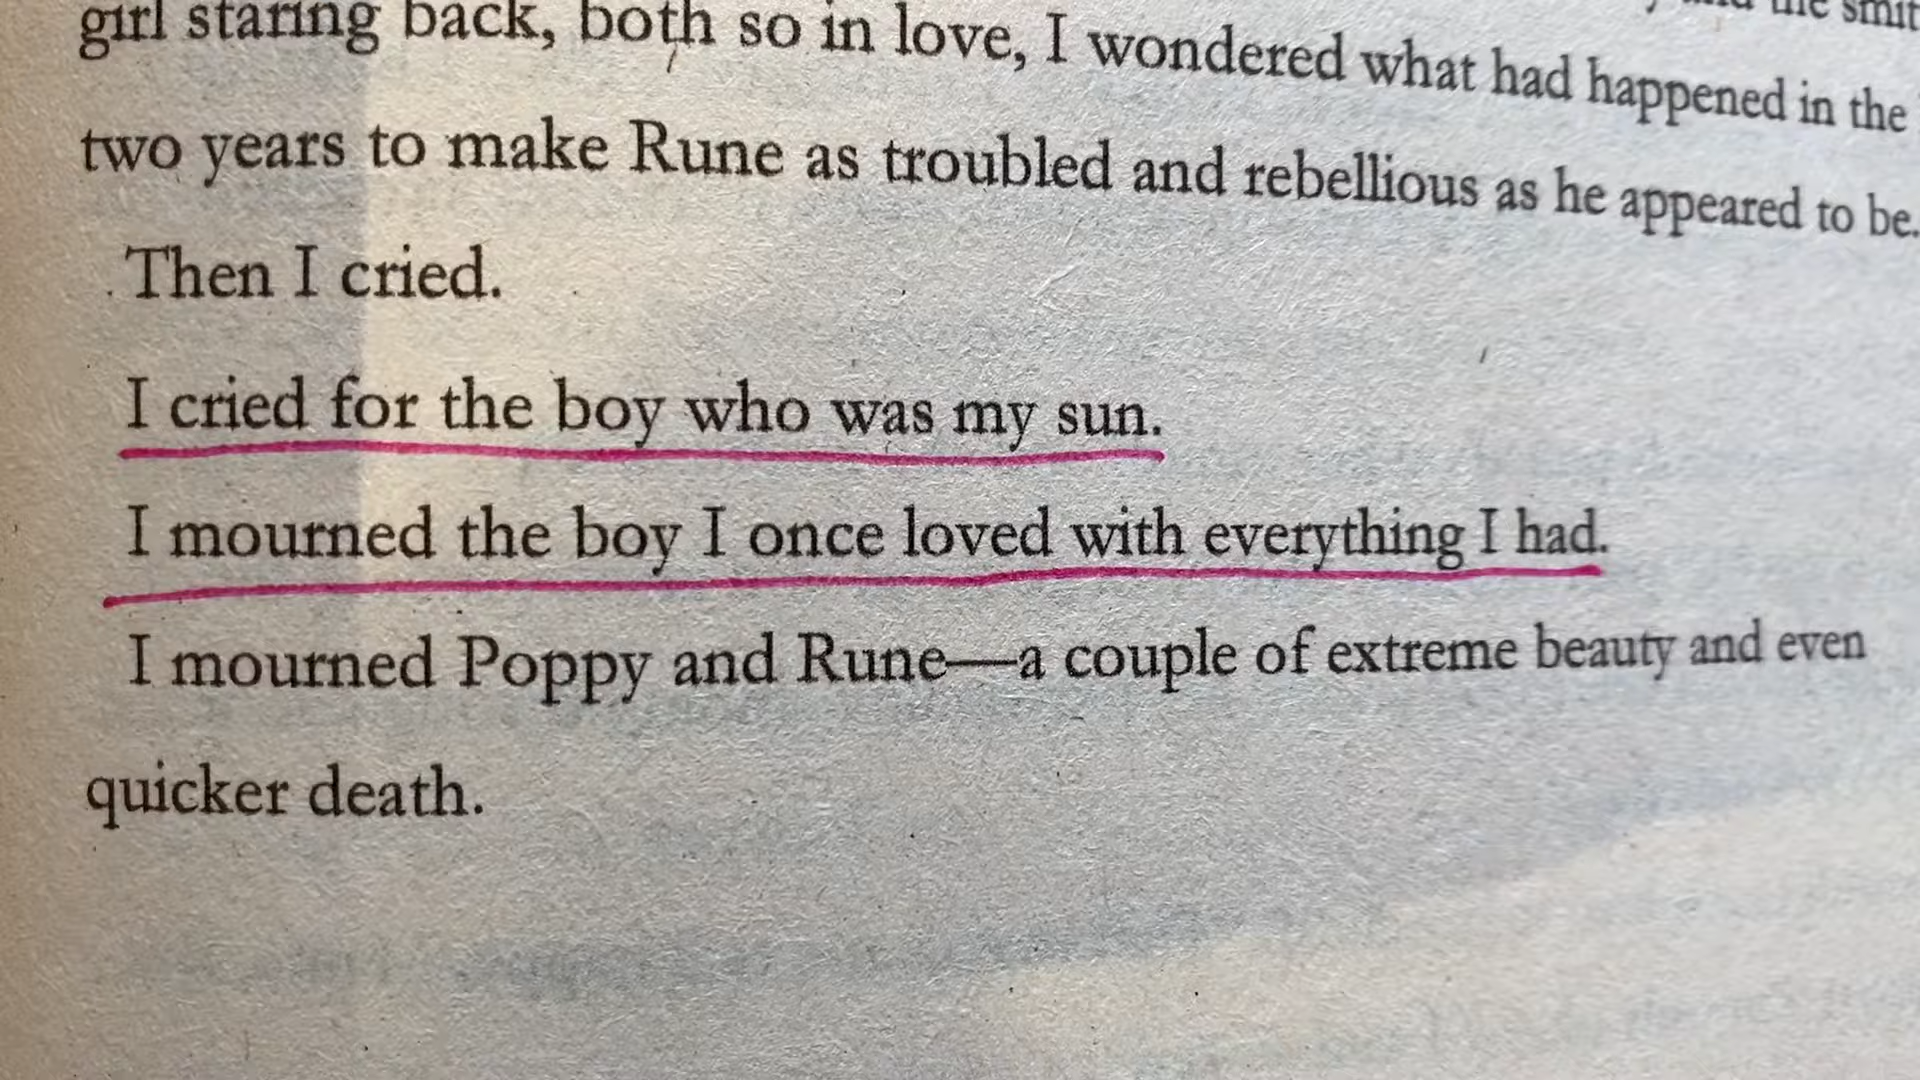 the smit
girl staring back, both so in love, I wondered what had happened in the
two years to make Rune as troubled and rebellious as he appeared to be.
Then I cried.
I cried for the boy who was my sun.
I mourned the boy I once loved with everything I had.
I mourned Poppy and Rune—a couple of extreme beauty and even
quicker death.